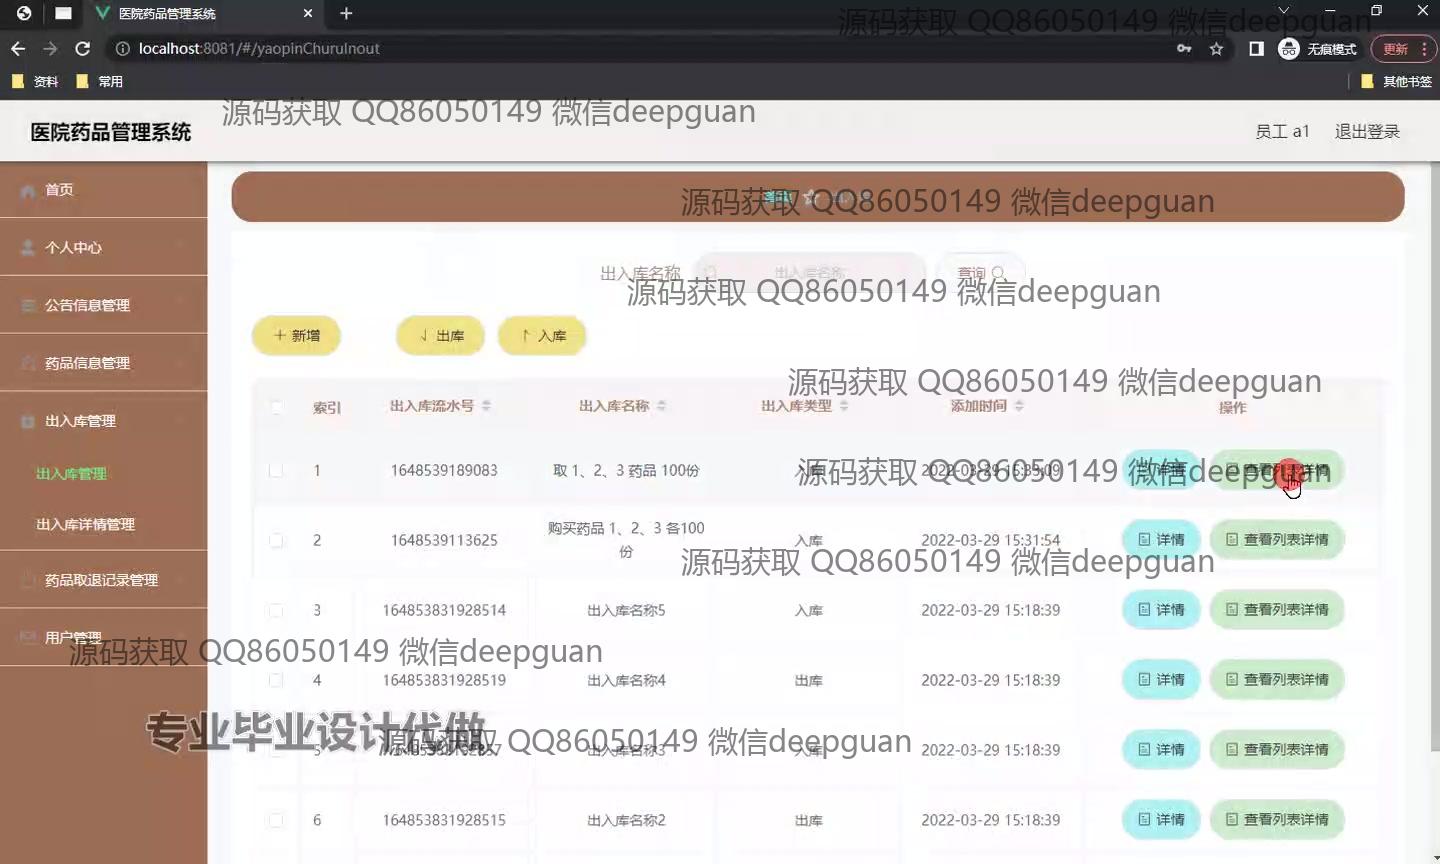 医院药品管理系统
localhost:8081/#/yaopinChuruInout
无痕模式
更新
资料
常用
其他书签
源码获取 QQ86050149 微信deepguan
源码获取 QQ86050149 微信deepguan
医院药品管理系统
员工 a1
退出登录
首页
源码获取 QQ86050149 微信deepguan
个人中心
出入库名称
出入库名称
查询
源码获取 QQ86050149 微信deepguan
公告信息管理
新增
出库
入库
药品信息管理
源码获取 QQ86050149 微信deepguan
索引 出入库流水号 出入库名称 出入库类型 添加时间 操作
出入库管理
出入库管理
1 1648539189083 取 1、2、3 药品 100份
源码获取 QQ86050149 微信deepguan
出入库详情管理
2 1648539113625 购买药品 1、2、3 各100份 入库 2022-03-29 15:31:54 详情 查看列表详情
源码获取 QQ86050149 微信deepguan
药品取退记录管理
3 164853831928514 出入库名称5 入库 2022-03-29 15:18:39 详情 查看列表详情
用户管理
源码获取 QQ86050149 微信deepguan
4 164853831928519 出入库名称4 出库 2022-03-29 15:18:39 详情 查看列表详情
专业毕业设计代做
源码获取 QQ86050149 微信deepguan
5 出入库名称3 入库 2022-03-29 15:18:39 详情 查看列表详情
6 164853831928515 出入库名称2 出库 2022-03-29 15:18:39 详情 查看列表详情